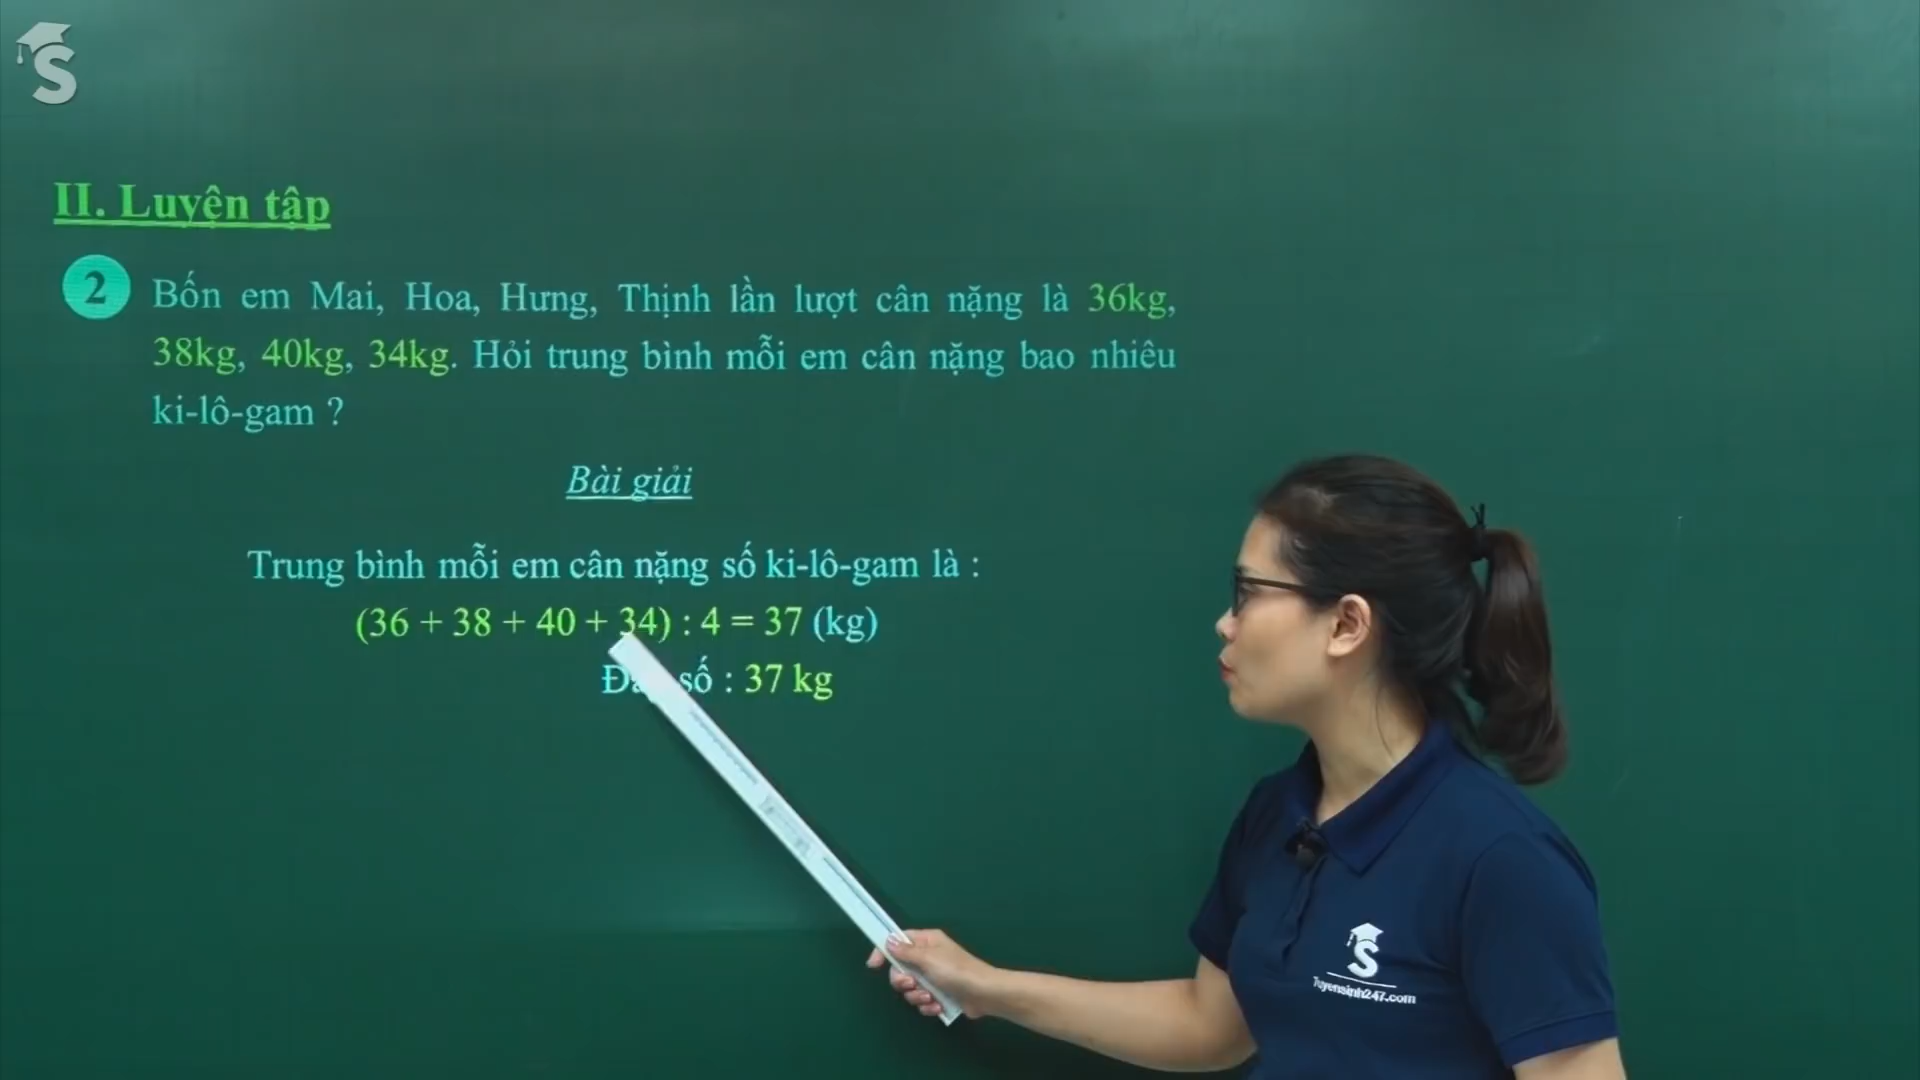 S
II. Luyện tập
2 Bốn em Mai, Hoa, Hưng, Thịnh lần lượt cân nặng là 36kg,
38kg, 40kg, 34kg. Hỏi trung bình mỗi em cân nặng bao nhiêu
ki-lô-gam ?
Bài giải
Trung bình mỗi em cân nặng số ki-lô-gam là :
(36 + 38 + 40 + 34) : 4 = 37 (kg)
số : 37 kg
S
Tuyensinh247.com